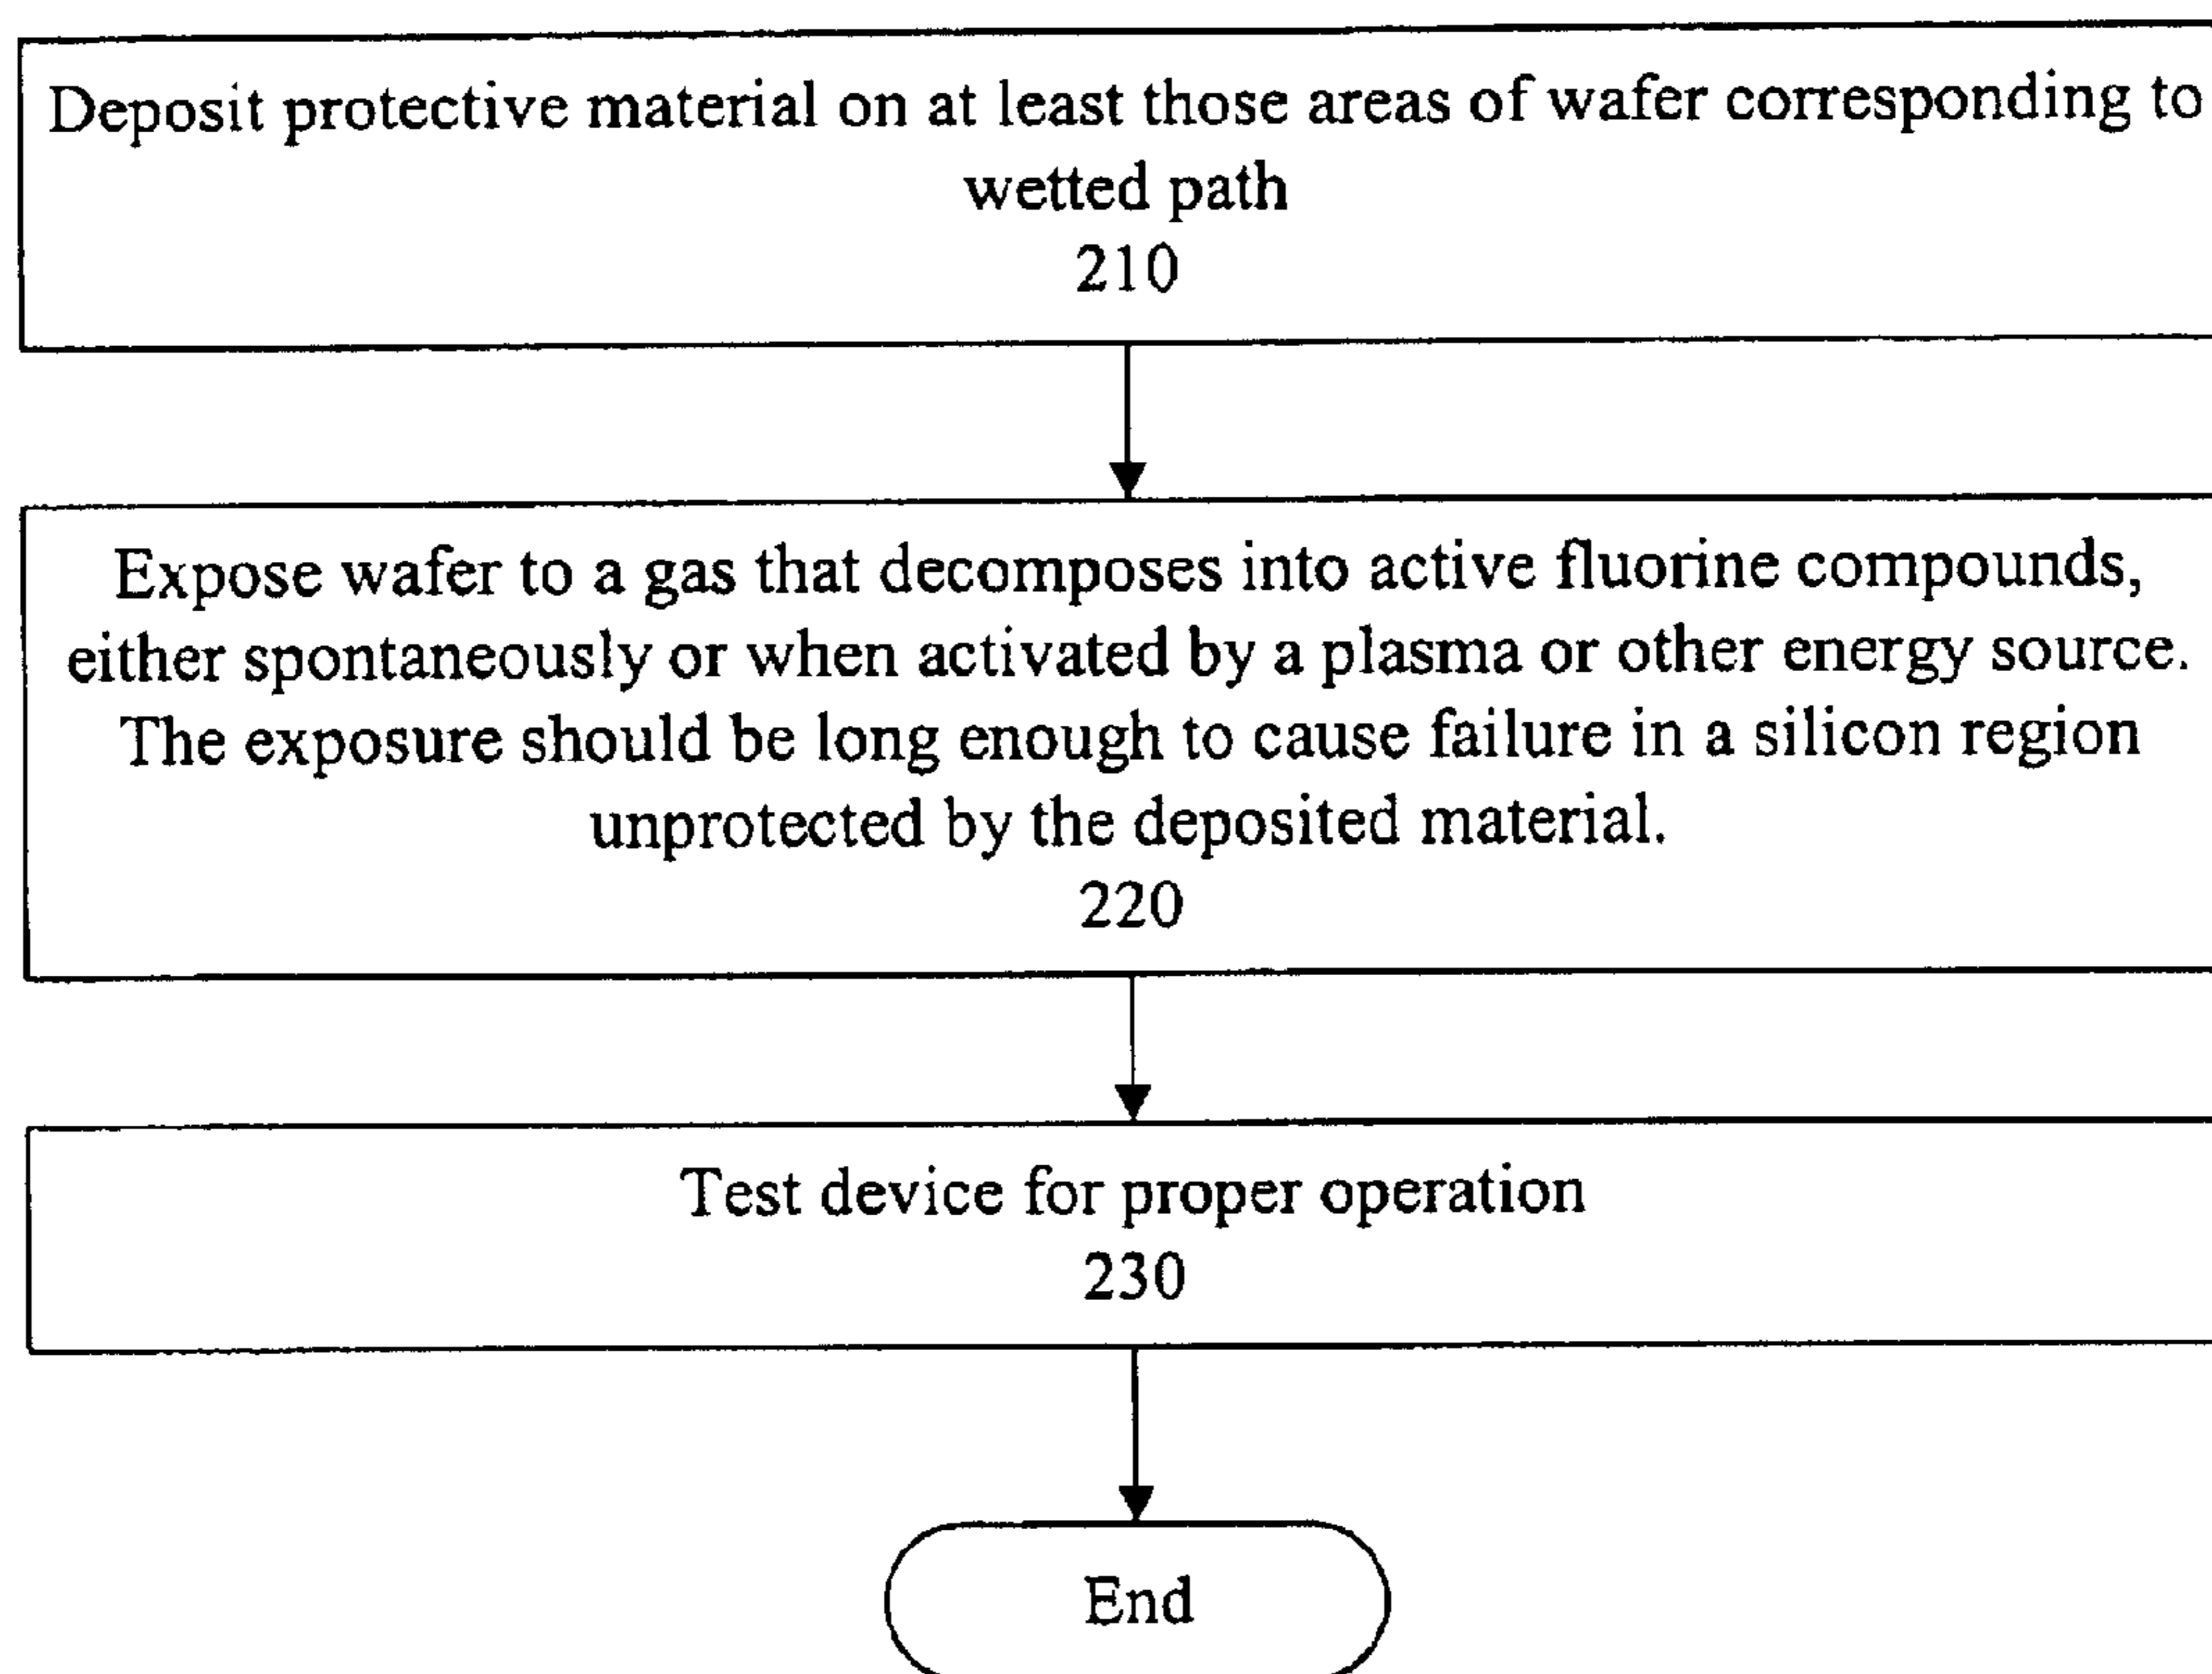 Deposit protective material on at least those areas of wafer corresponding to
wetted path
210
Expose wafer to a gas that decomposes into active fluorine compounds,
either spontaneously or when activated by a plasma or other energy source.
The exposure should be long enough to cause failure in a silicon region
unprotected by the deposited material.
220
Test device for proper operation
230
End